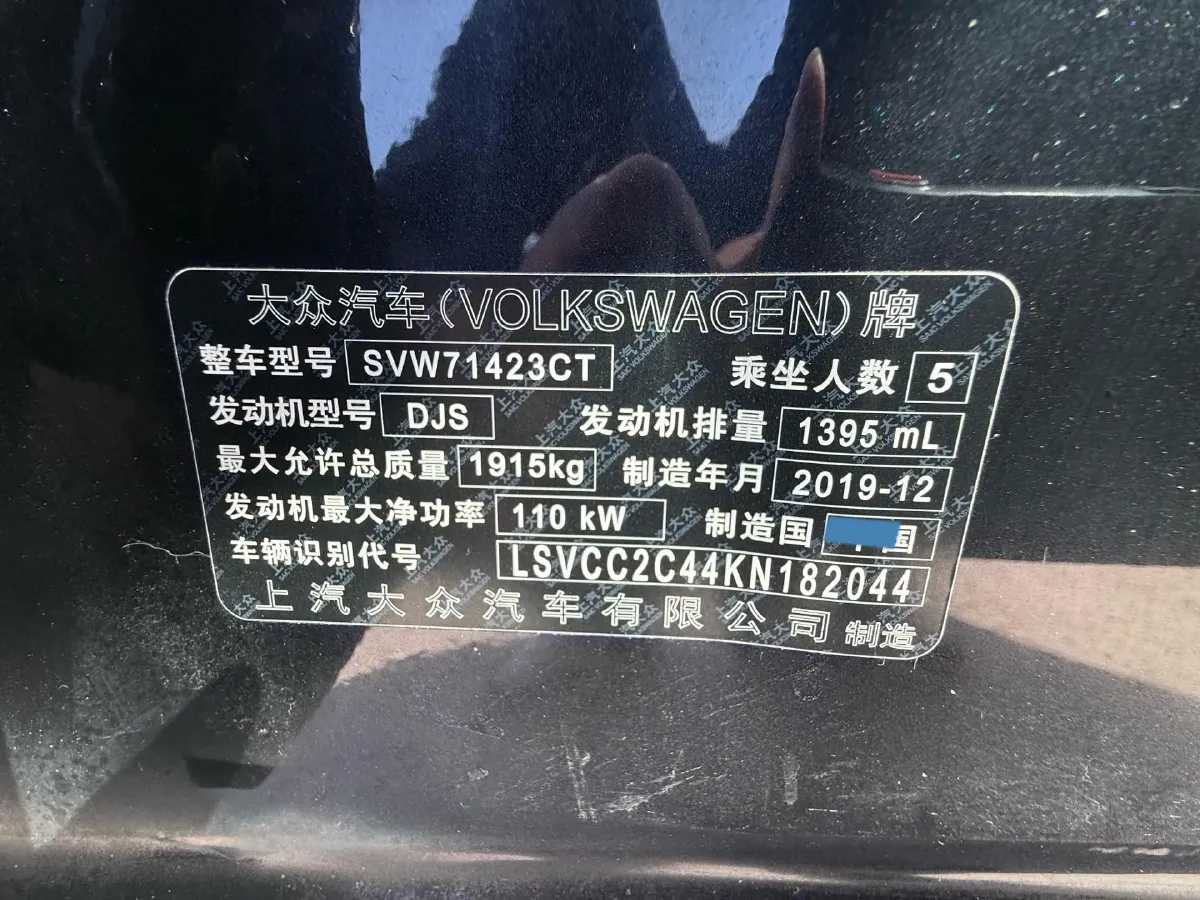 大众汽车(VOLKSWAGEN)牌
整车型号 SVW71423CT 乘坐人数 5
发动机型号 DJS 发动机排量 1395 mL
最大允许总质量 1915kg 制造年月 2019-12
发动机最大净功率 110 kW 制造国 国
车辆识别代号 LSVCC2C44KN182044
上汽大众汽车有限公司 制造